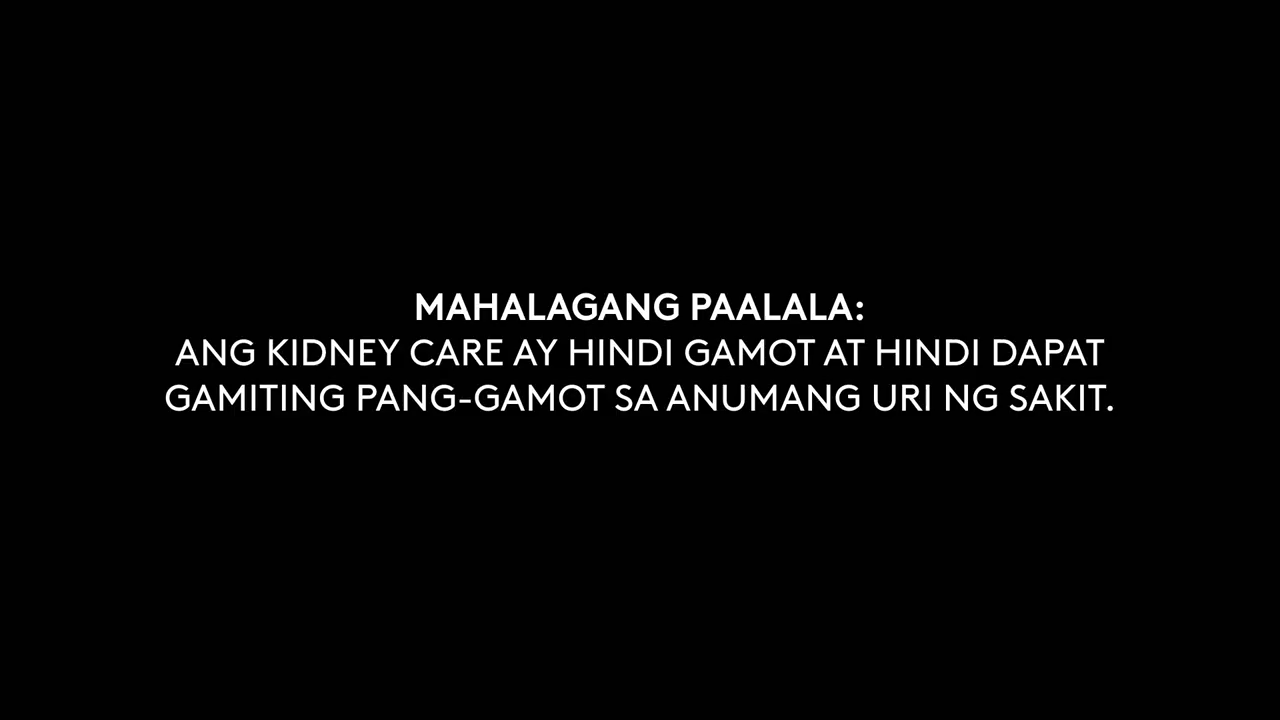 MAHALAGANG PAALALA:
ANG KIDNEY CARE AY HINDI GAMOT AT HINDI DAPAT
GAMITING PANG-GAMOT SA ANUMANG URI NG SAKIT.